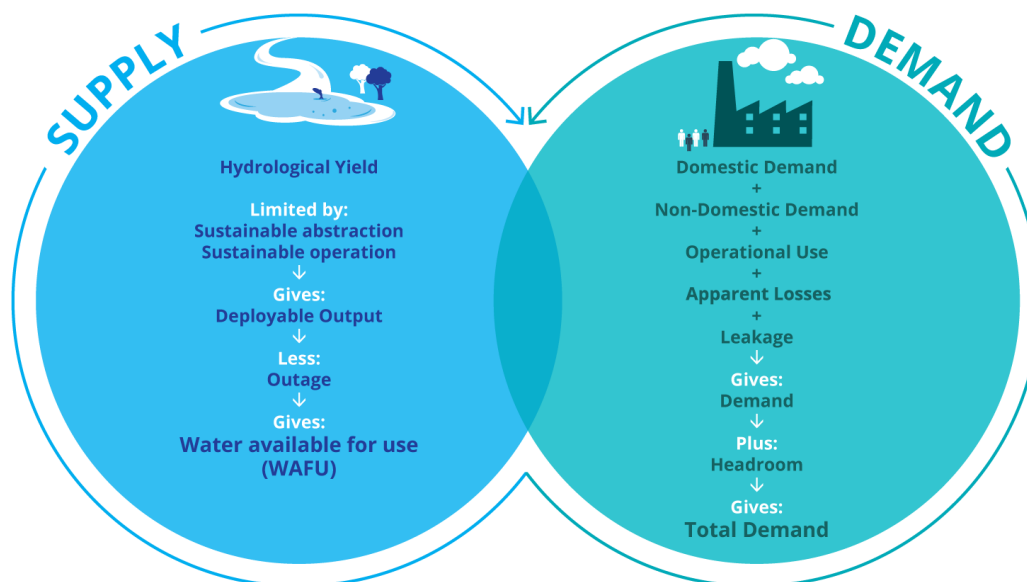 SUPPLY
Hydrological Yield
Limited by:
Sustainable abstraction
Sustainable operation
↓
Gives:
Deployable Output
↓
Less:
Outage
↓
Gives:
Water available for use
(WAFU)
DEMAND
Domestic Demand
+
Non-Domestic Demand
+
Operational Use
+
Apparent Losses
+
Leakage
↓
Gives:
Demand
↓
Plus:
Headroom
↓
Gives:
Total Demand